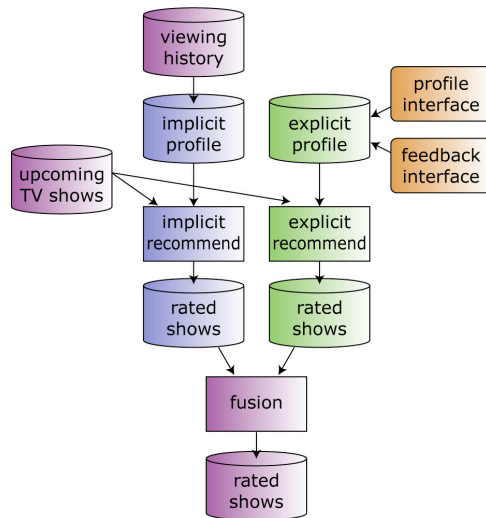 viewing
history
implicit
profile
explicit
profile
profile
interface
feedback
interface
upcoming
TV shows
implicit
recommend
explicit
recommend
rated
shows
rated
shows
fusion
rated
shows